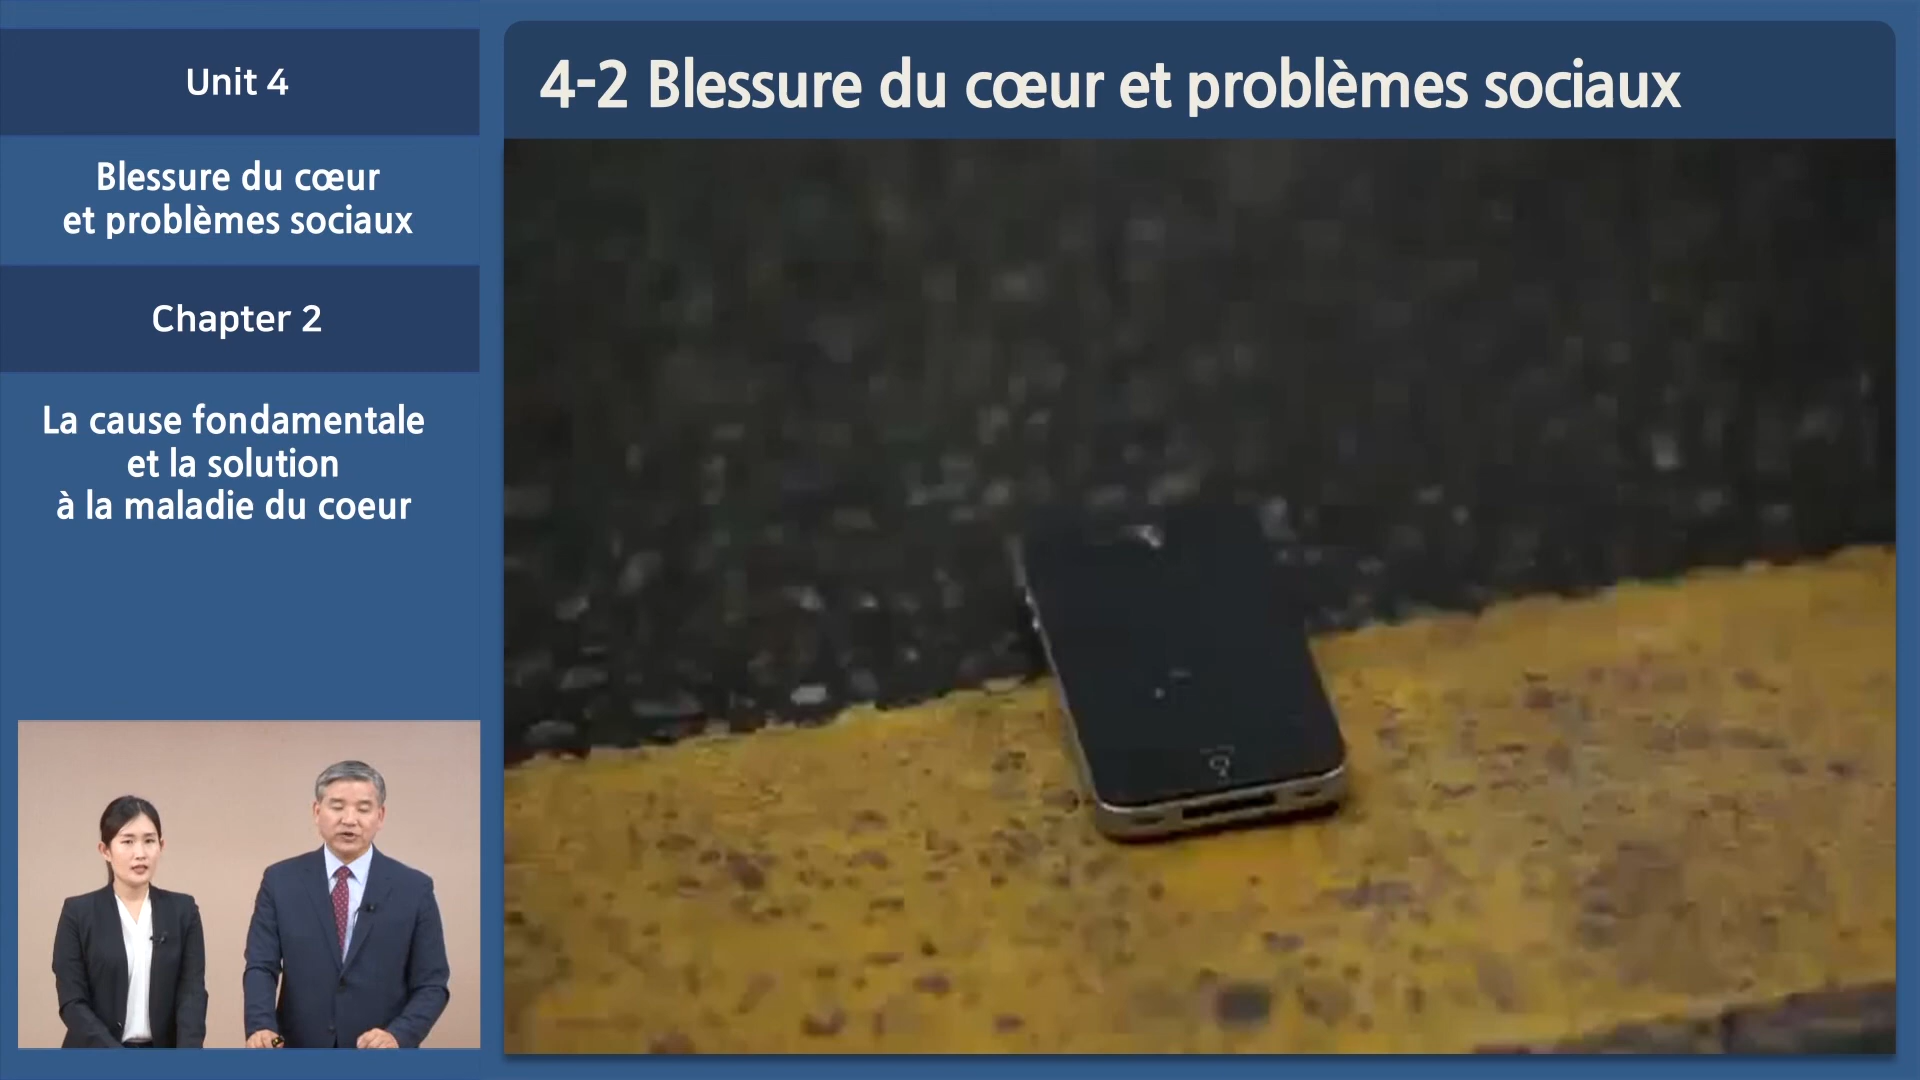 Unit 4
Blessure du cœur
et problèmes sociaux
Chapter 2
La cause fondamentale
et la solution
à la maladie du coeur
4-2 Blessure du cœur et problèmes sociaux